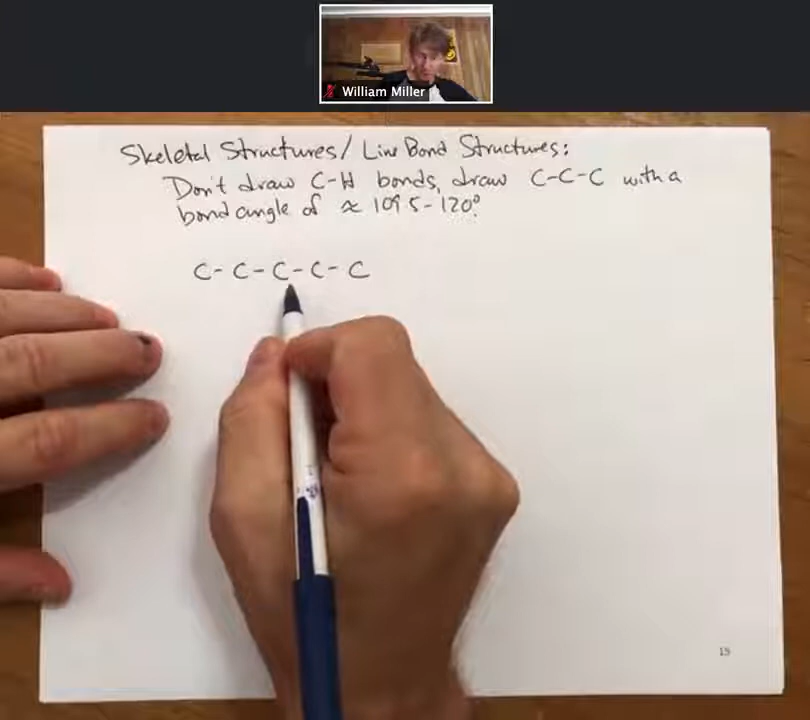 William Miller
Skeletal Structures/ Line Bond Structures:
Don't draw C-H bonds, draw C-C-C with a
bond angle of ≈ 109.5-120°.
C-C-C-C-C
15